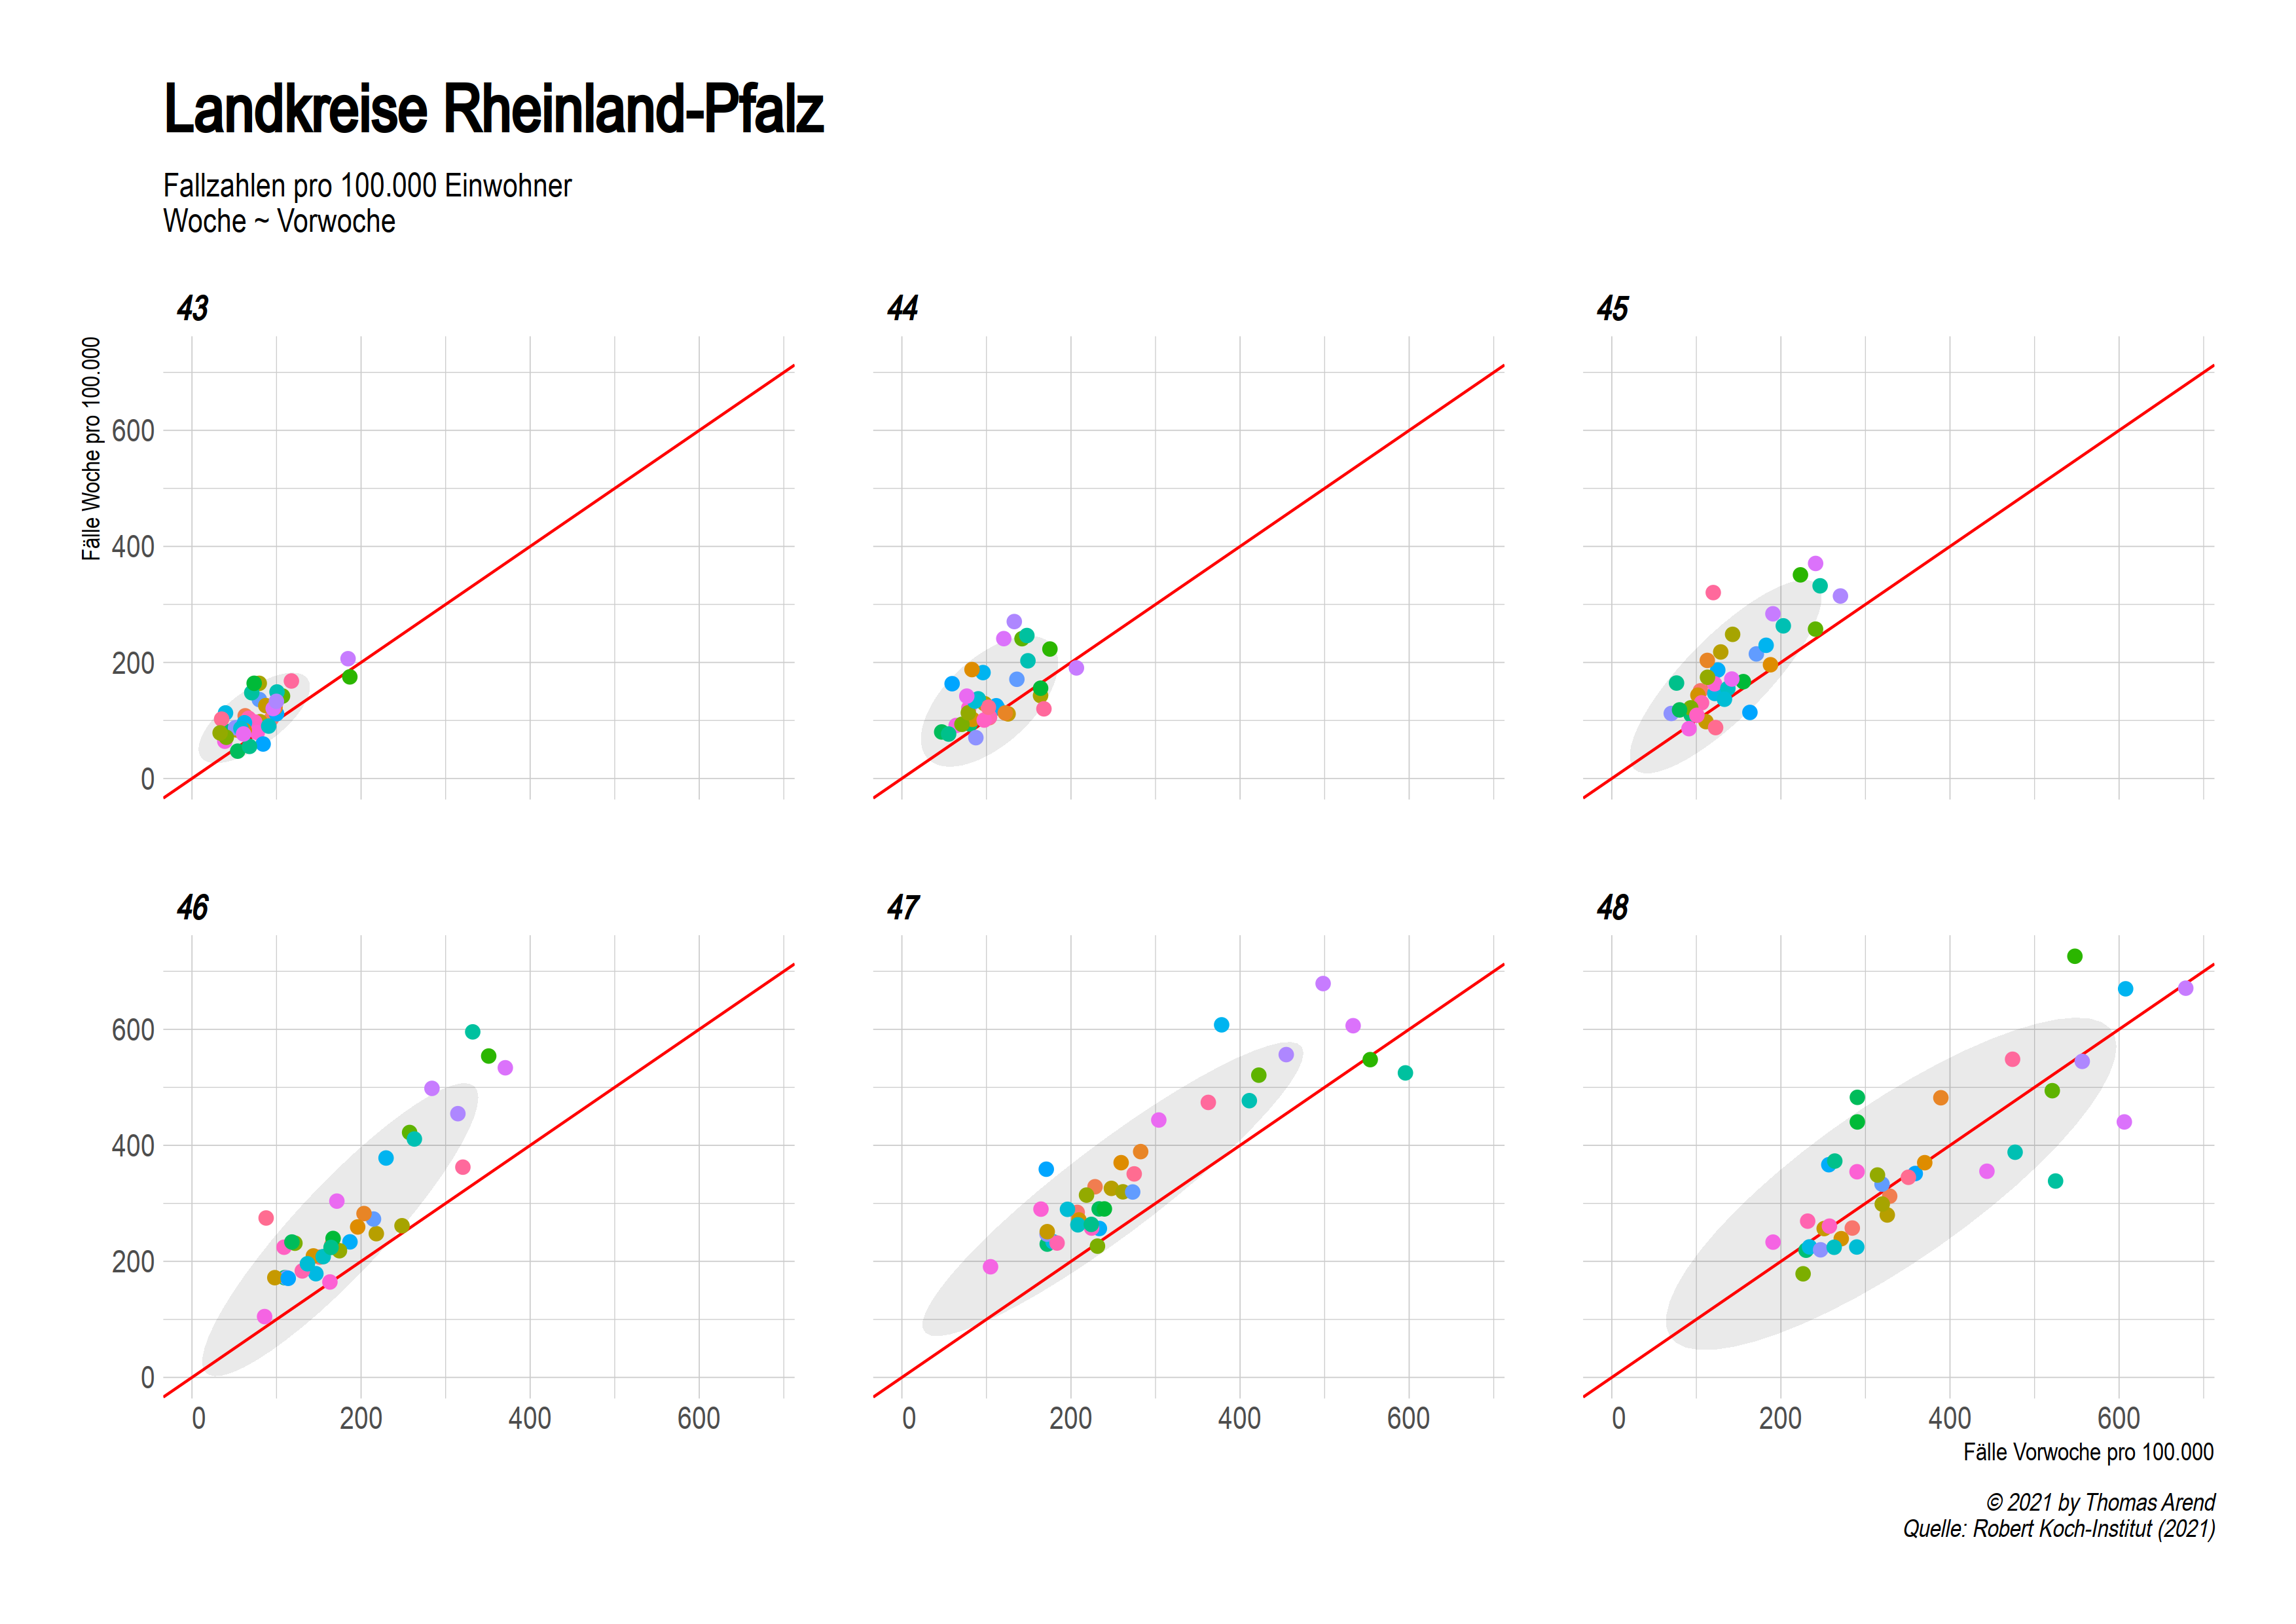 Landkreise Rheinland-Pfalz
Fallzahlen pro 100.000 Einwohner
Woche ~ Vorwoche
43
44
45
Fälle Woche pro 100.000
600
400
200
0
46
47
48
600
400
200
0
0 200 400 600
0 200 400 600
0 200 400 600
Fälle Vorwoche pro 100.000
© 2021 by Thomas Arend
Quelle: Robert Koch-Institut (2021)